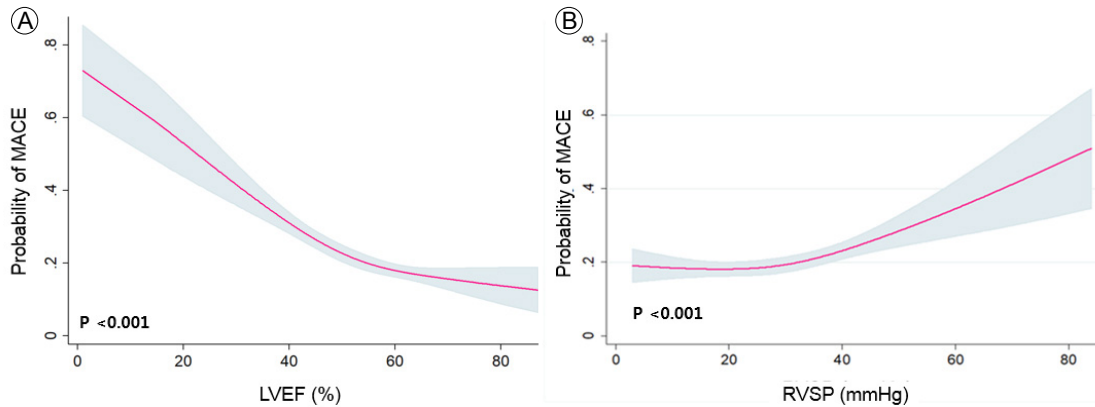 A
Probability of MACE
.8
.6
.4
.2
0
P <0.001
0 20 40 60 80
LVEF (%)
B
Probability of MACE
.8
.6
.4
.2
0
P <0.001
0 20 40 60 80
RVSP (mmHg)